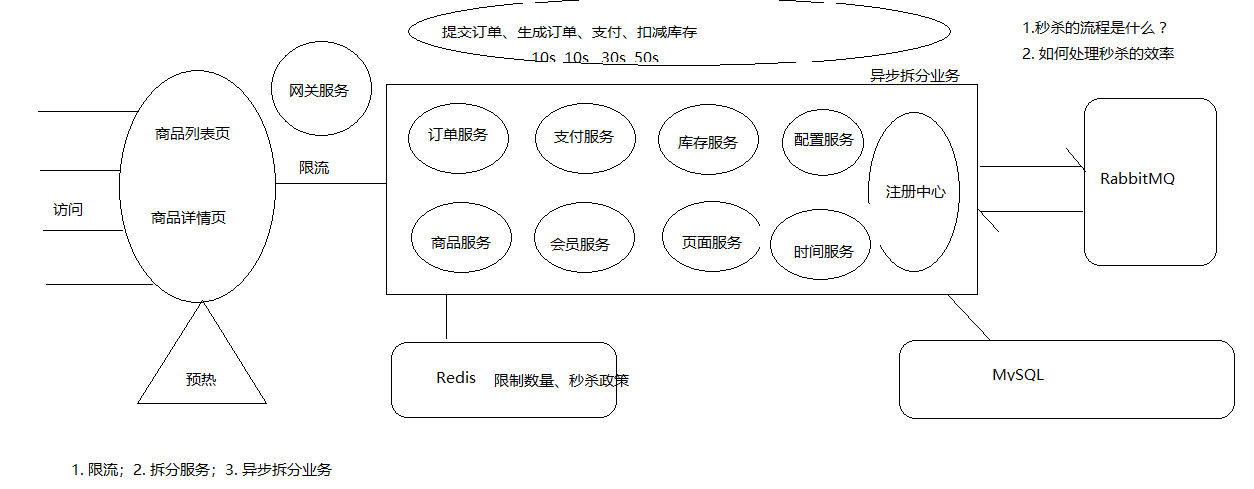 提交订单、生成订单、支付、扣减库存
10s 10s 30s 50s
1.秒杀的流程是什么？
2. 如何处理秒杀的效率
异步拆分业务
网关服务
商品列表页
限流
访问
商品详情页
订单服务
支付服务
库存服务
配置服务
注册中心
商品服务
会员服务
页面服务
时间服务
RabbitMQ
预热
Redis
限制数量、秒杀政策
MySQL
1. 限流；2. 拆分服务；3. 异步拆分业务